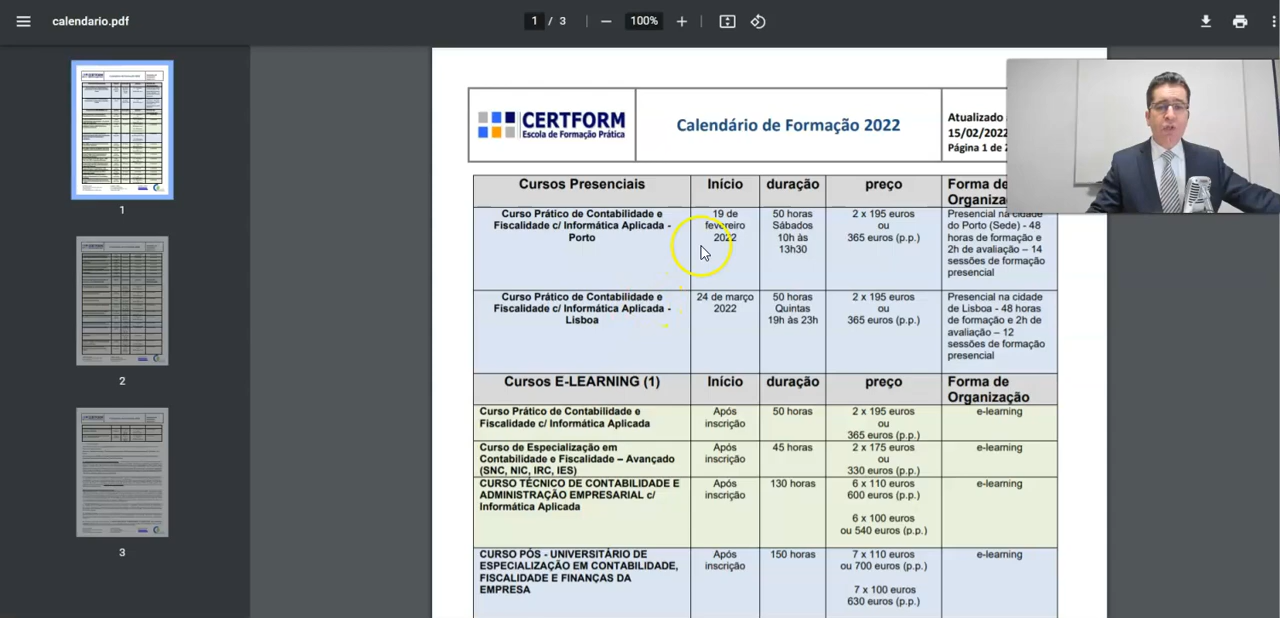 calendario.pdf
1 / 3
100%
CERTFORM
Escola de Formação Prática
Calendário de Formação 2022
Atualizado
15/02/2022
Página 1 de
Cursos Presenciais
Início
duração
preço
Forma de
Organização
Curso Prático de Contabilidade e
Fiscalidade c/ Informática Aplicada -
Porto
19 de
fevereiro
2022
50 horas
Sábados
10h às
13h30
2 x 195 euros
ou
365 euros (p.p.)
Presencial na cidade
do Porto (Sede) - 48
horas de formação e
2h de avaliação – 14
sessões de formação
presencial
Curso Prático de Contabilidade e
Fiscalidade c/ Informática Aplicada -
Lisboa
24 de março
2022
50 horas
Quintas
19h às 23h
2 x 195 euros
ou
365 euros (p.p.)
Presencial na cidade
de Lisboa - 48 horas
de formação e 2h de
avaliação – 12
sessões de formação
presencial
Cursos E-LEARNING (1)
Início
duração
preço
Forma de
Organização
Curso Prático de Contabilidade e
Fiscalidade c/ Informática Aplicada
Após
inscrição
50 horas
2 x 195 euros
ou
365 euros (p.p.)
e-learning
Curso de Especialização em
Contabilidade e Fiscalidade – Avançado
(SNC, NIC, IRC, IES)
Após
inscrição
45 horas
2 x 175 euros
ou
330 euros (p.p.)
e-learning
CURSO TÉCNICO DE CONTABILIDADE E
ADMINISTRAÇÃO EMPRESARIAL c/
Informática Aplicada
Após
inscrição
130 horas
6 x 110 euros
600 euros (p.p.)
6 x 100 euros
ou 540 euros (p.p.)
e-learning
CURSO PÓS - UNIVERSITÁRIO DE
ESPECIALIZAÇÃO EM CONTABILIDADE,
FISCALIDADE E FINANÇAS DA
EMPRESA
Após
inscrição
150 horas
7 x 110 euros
ou 700 euros (p.p.)
7 x 100 euros
630 euros (p.p.)
e-learning
1
2
3